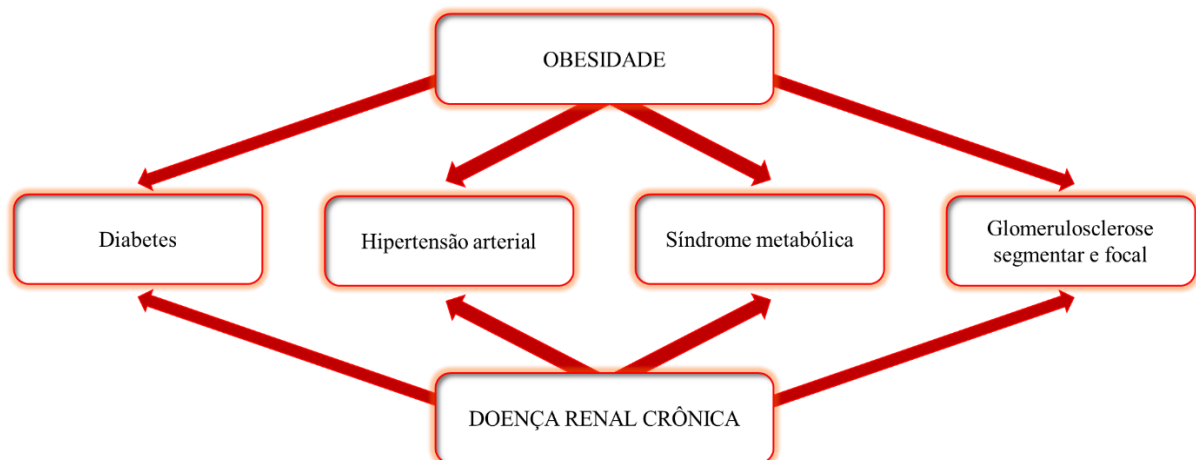 OBESIDADE
Diabetes
Hipertensão arterial
Síndrome metabólica
Glomerulosclerose
segmentar e focal
DOENÇA RENAL CRÔNICA